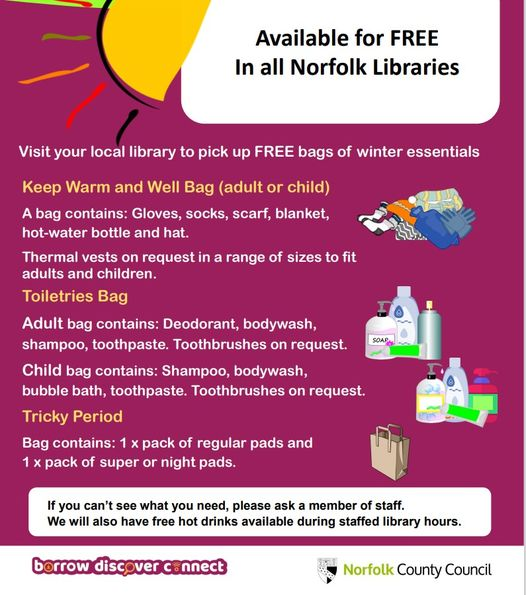 Available for FREE
In all Norfolk Libraries
Visit your local library to pick up FREE bags of winter essentials
Keep Warm and Well Bag (adult or child)
A bag contains: Gloves, socks, scarf, blanket,
hot-water bottle and hat.
Thermal vests on request in a range of sizes to fit
adults and children.
Toiletries Bag
Adult bag contains: Deodorant, bodywash,
shampoo, toothpaste. Toothbrushes on request.
SOAP
Child bag contains: Shampoo, bodywash,
bubble bath, toothpaste. Toothbrushes on request.
Tricky Period
Bag contains: 1 x pack of regular pads and
1 x pack of super or night pads.
If you can't see what you need, please ask a member of staff.
We will also have free hot drinks available during staffed library hours.
borrow discover connect
Norfolk County Council